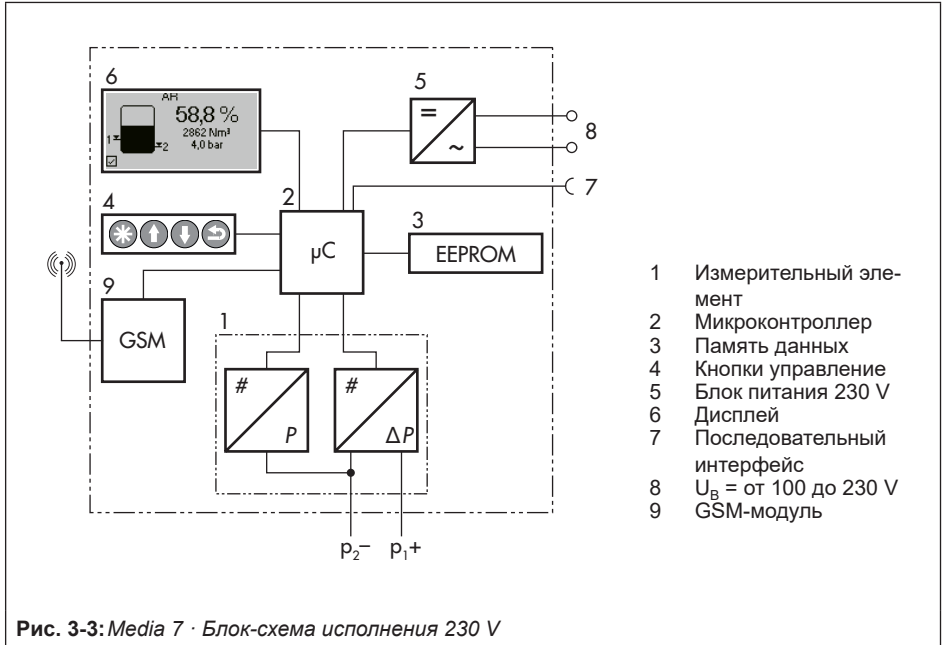 6
AR
58,8 %
2862 Nm³
4,0 bar
1
2
5
=
~
8
7
4
2
µC
3
EEPROM
9
GSM
1
#
P
#
ΔP
p₂– p₁+
1 Измерительный эле-
мент
2 Микроконтроллер
3 Память данных
4 Кнопки управление
5 Блок питания 230 V
6 Дисплей
7 Последовательный
интерфейс
8 U_B = от 100 до 230 V
9 GSM-модуль
Рис. 3-3: Media 7 · Блок-схема исполнения 230 V